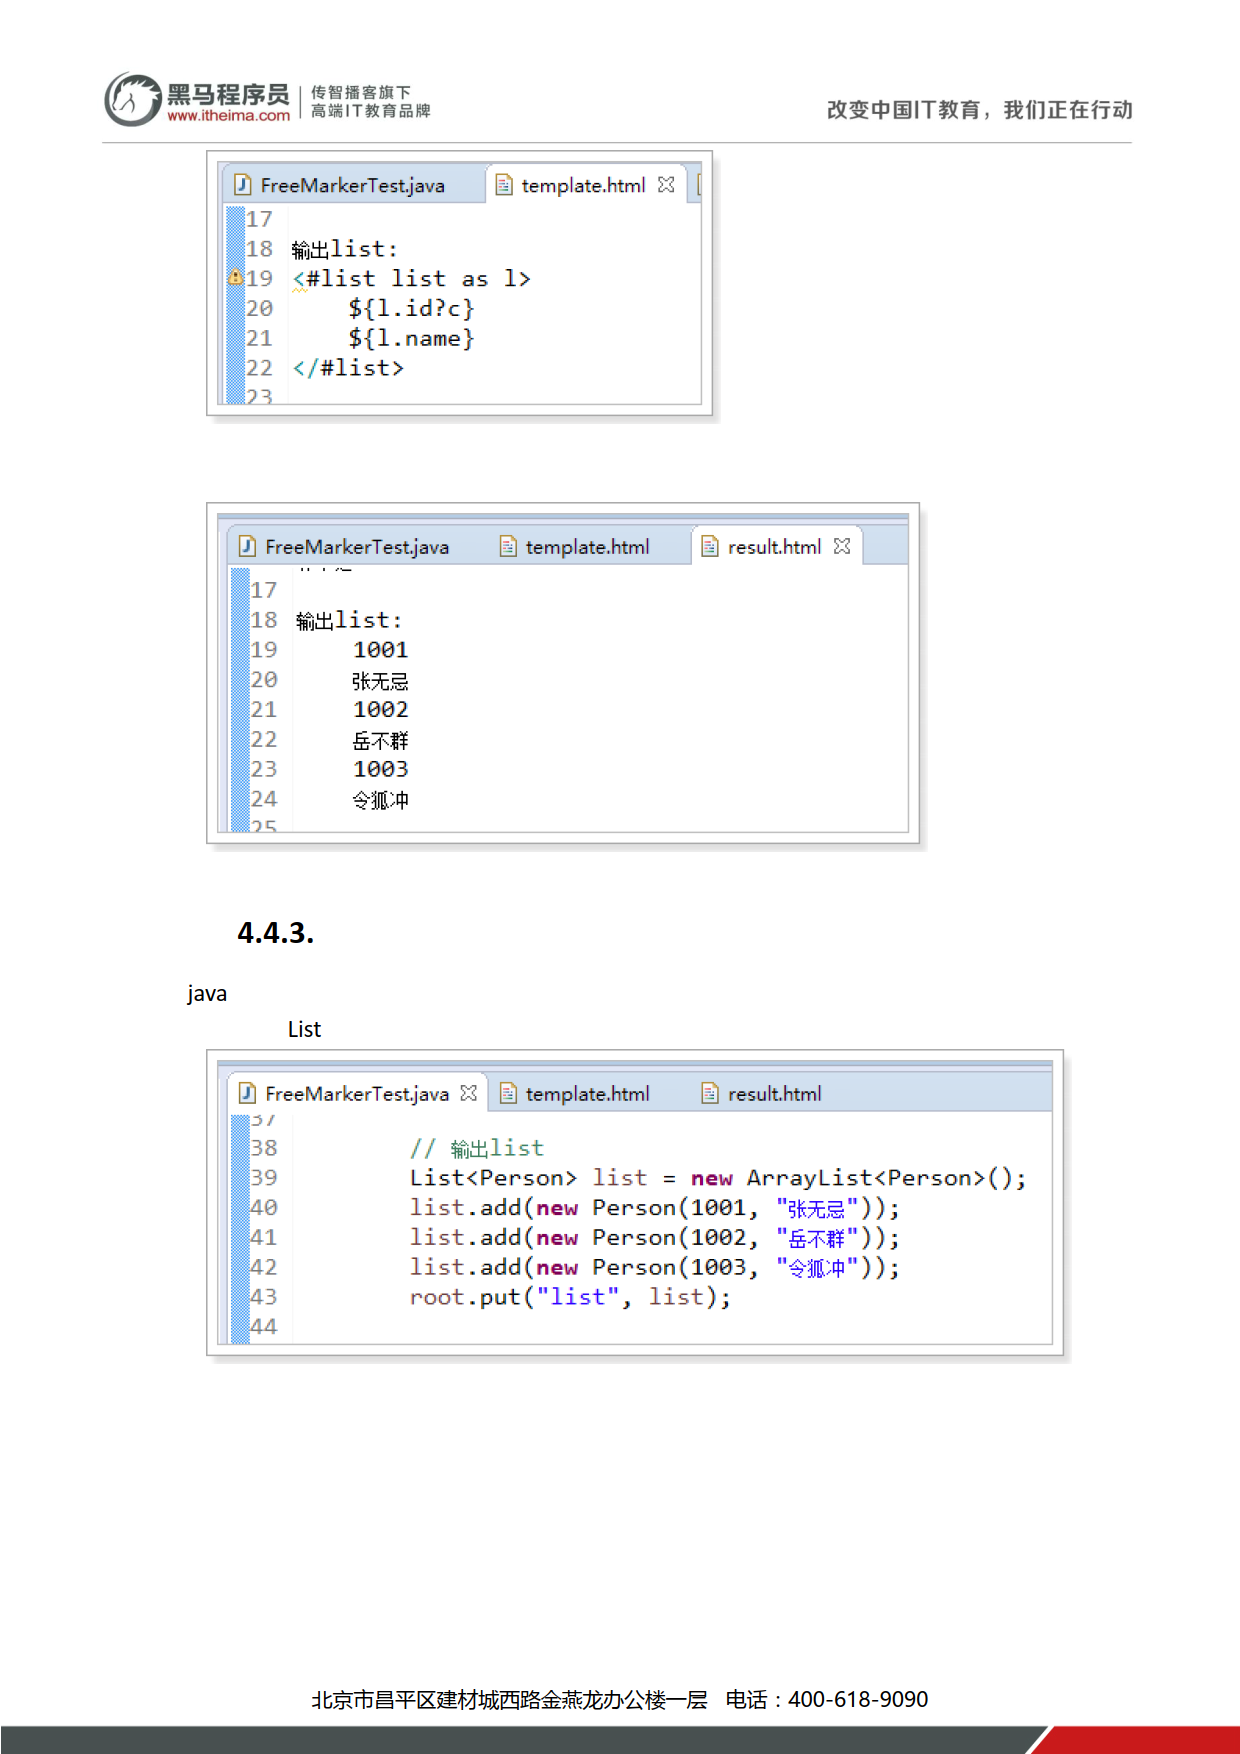 黑马程序员
www.itheima.com
传智播客旗下
高端IT教育品牌
改变中国IT教育，我们正在行动
FreeMarkerTest.java template.html
17
18 输出list:
19 <#list list as l>
20 ${l.id?c}
21 ${l.name}
22 </#list>
23
FreeMarkerTest.java template.html result.html
17
18 输出list:
19 1001
20 张无忌
21 1002
22 岳不群
23 1003
24 令狐冲
25
4.4.3.
java
List
FreeMarkerTest.java template.html result.html
37
38 // 输出list
39 List<Person> list = new ArrayList<Person>();
40 list.add(new Person(1001, "张无忌"));
41 list.add(new Person(1002, "岳不群"));
42 list.add(new Person(1003, "令狐冲"));
43 root.put("list", list);
44
北京市昌平区建材城西路金燕龙办公楼一层 电话：400-618-9090